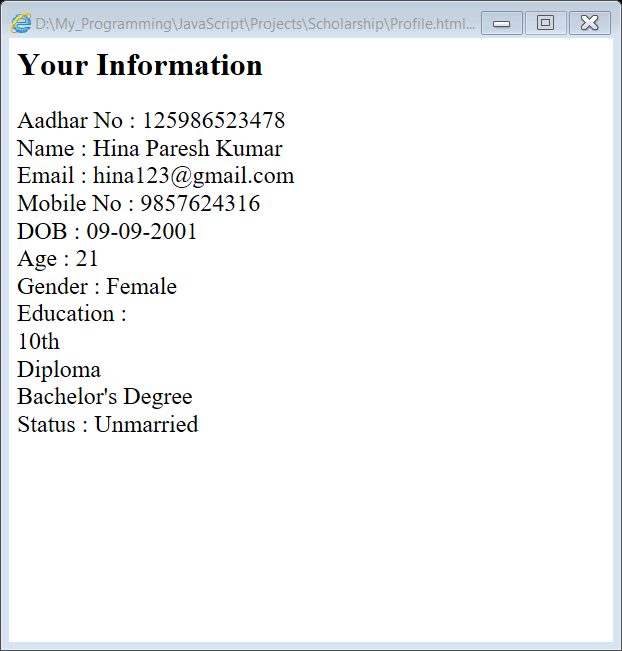 D:\My_Programming\JavaScript\Projects\Scholarship\Profile.html...
Your Information
Aadhar No : 125986523478
Name : Hina Paresh Kumar
Email : hina123@gmail.com
Mobile No : 9857624316
DOB : 09-09-2001
Age : 21
Gender : Female
Education :
10th
Diploma
Bachelor's Degree
Status : Unmarried